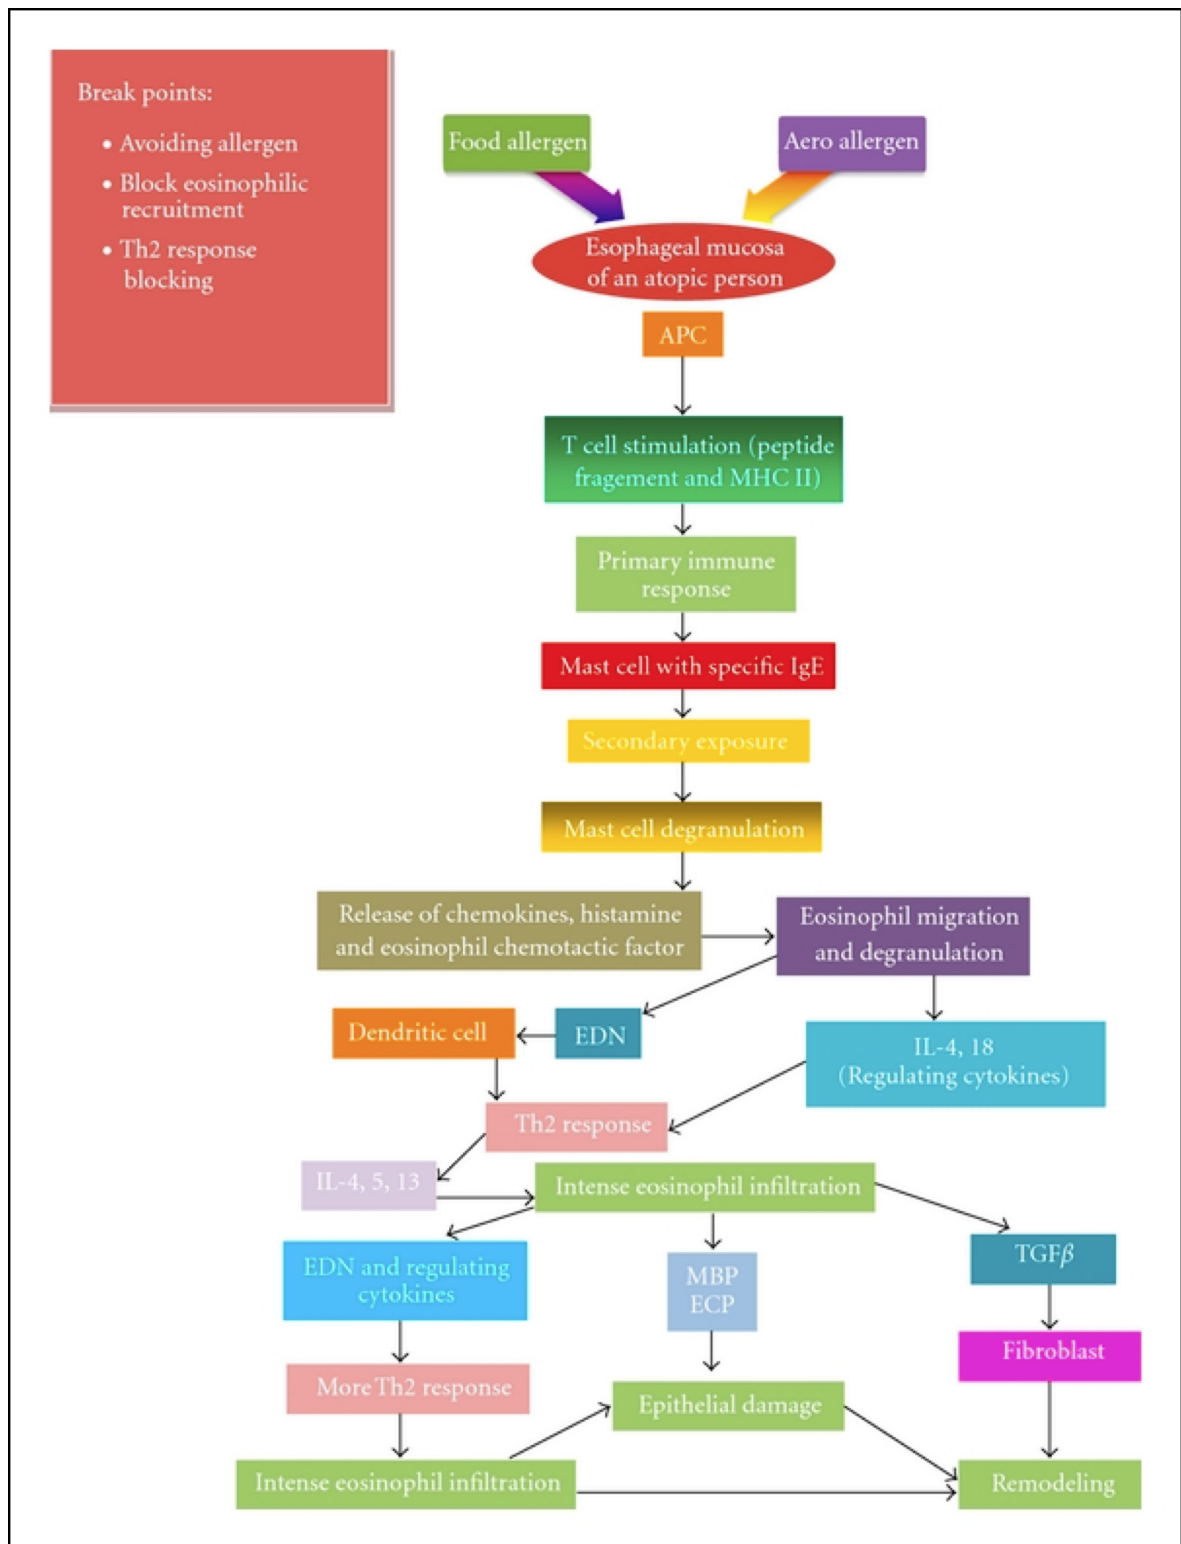 Break points:
• Avoiding allergen
• Block eosinophilic
recruitment
• Th2 response
blocking
Food allergen
Aero allergen
Esophageal mucosa
of an atopic person
APC
T cell stimulation (peptide
fragement and MHC II)
Primary immune
response
Mast cell with specific IgE
Secondary exposure
Mast cell degranulation
Release of chemokines, histamine
and eosinophil chemotactic factor
Eosinophil migration
and degranulation
Dendritic cell
EDN
IL-4, 18
(Regulating cytokines)
Th2 response
IL-4, 5, 13
Intense eosinophil infiltration
EDN and regulating
cytokines
MBP
ECP
TGFβ
Fibroblast
More Th2 response
Epithelial damage
Intense eosinophil infiltration
Remodeling